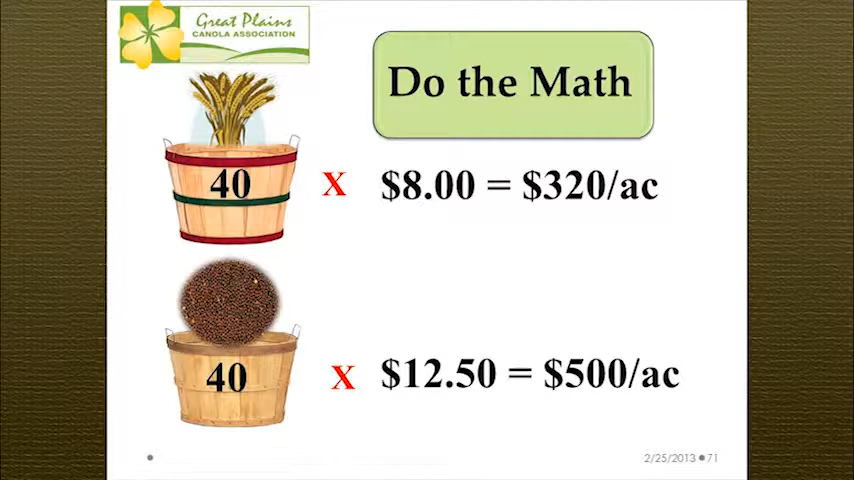 Great Plains
CANOLA ASSOCIATION
Do the Math
40 X $8.00 = $320/ac
40 X $12.50 = $500/ac
2/25/2013 71